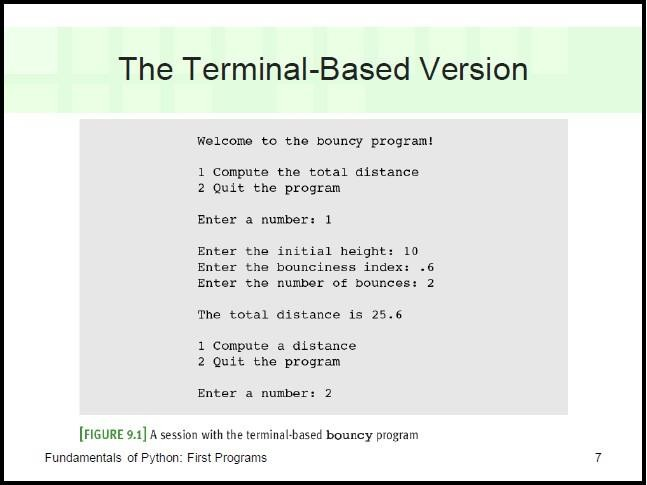 The Terminal-Based Version
Welcome to the bouncy program!
1 Compute the total distance
2 Quit the program
Enter a number: 1
Enter the initial height: 10
Enter the bounciness index: .6
Enter the number of bounces: 2
The total distance is 25.6
1 Compute a distance
2 Quit the program
Enter a number: 2
[FIGURE 9.1] A session with the terminal-based bouncy program
Fundamentals of Python: First Programs 7